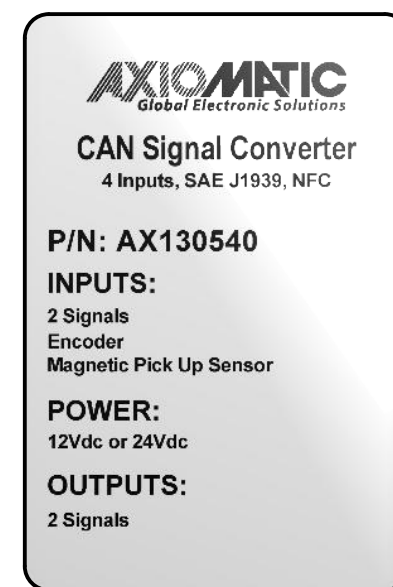 AXIOMATIC
Global Electronic Solutions
CAN Signal Converter
4 Inputs, SAE J1939, NFC
P/N: AX130540
INPUTS:
2 Signals
Encoder
Magnetic Pick Up Sensor
POWER:
12Vdc or 24Vdc
OUTPUTS:
2 Signals